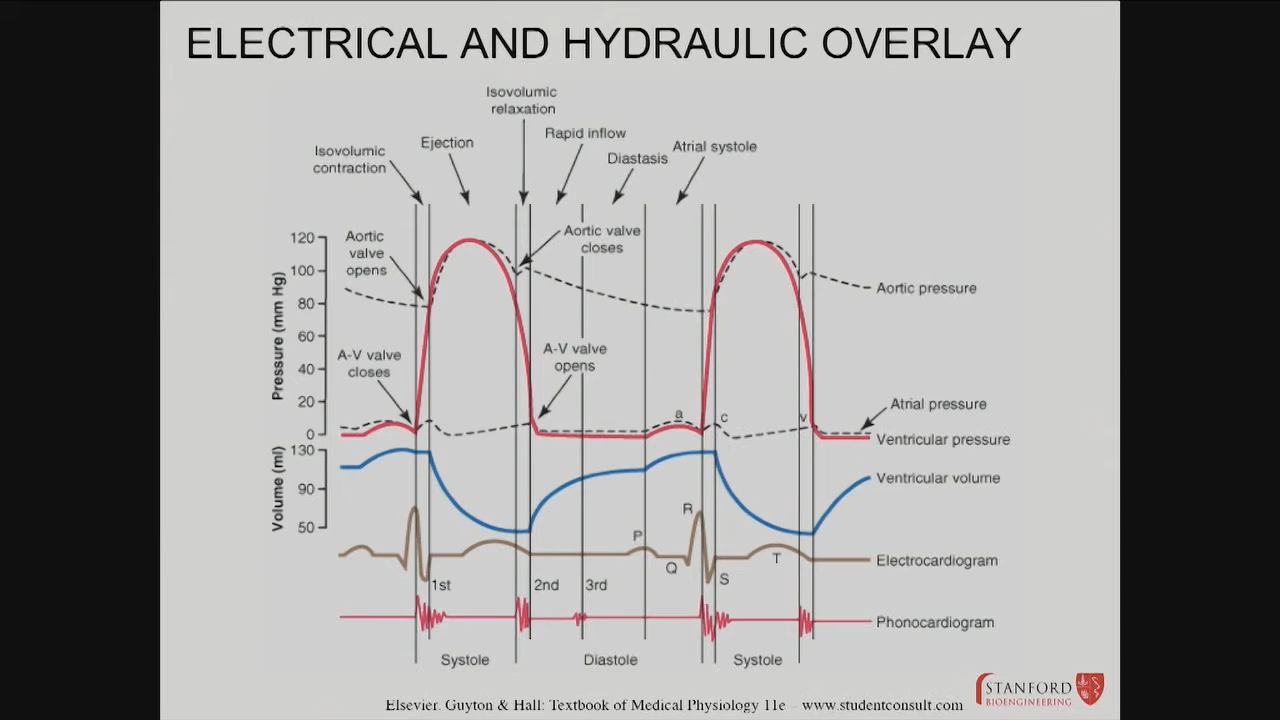 ELECTRICAL AND HYDRAULIC OVERLAY
Isovolumic
relaxation
Rapid inflow
Ejection
Atrial systole
Isovolumic
contraction
Diastasis
Aortic
valve
opens
Aortic valve
closes
120
100
80
60
40
20
0
Pressure (mm Hg)
Aortic pressure
A-V valve
closes
A-V valve
opens
a
c
v
Atrial pressure
Ventricular pressure
130
90
50
Volume (ml)
Ventricular volume
R
P
Q
S
T
Electrocardiogram
1st
2nd
3rd
Phonocardiogram
Systole
Diastole
Systole
STANFORD
BIOENGINEERING
Elsevier. Guyton & Hall: Textbook of Medical Physiology 11e – www.studentconsult.com